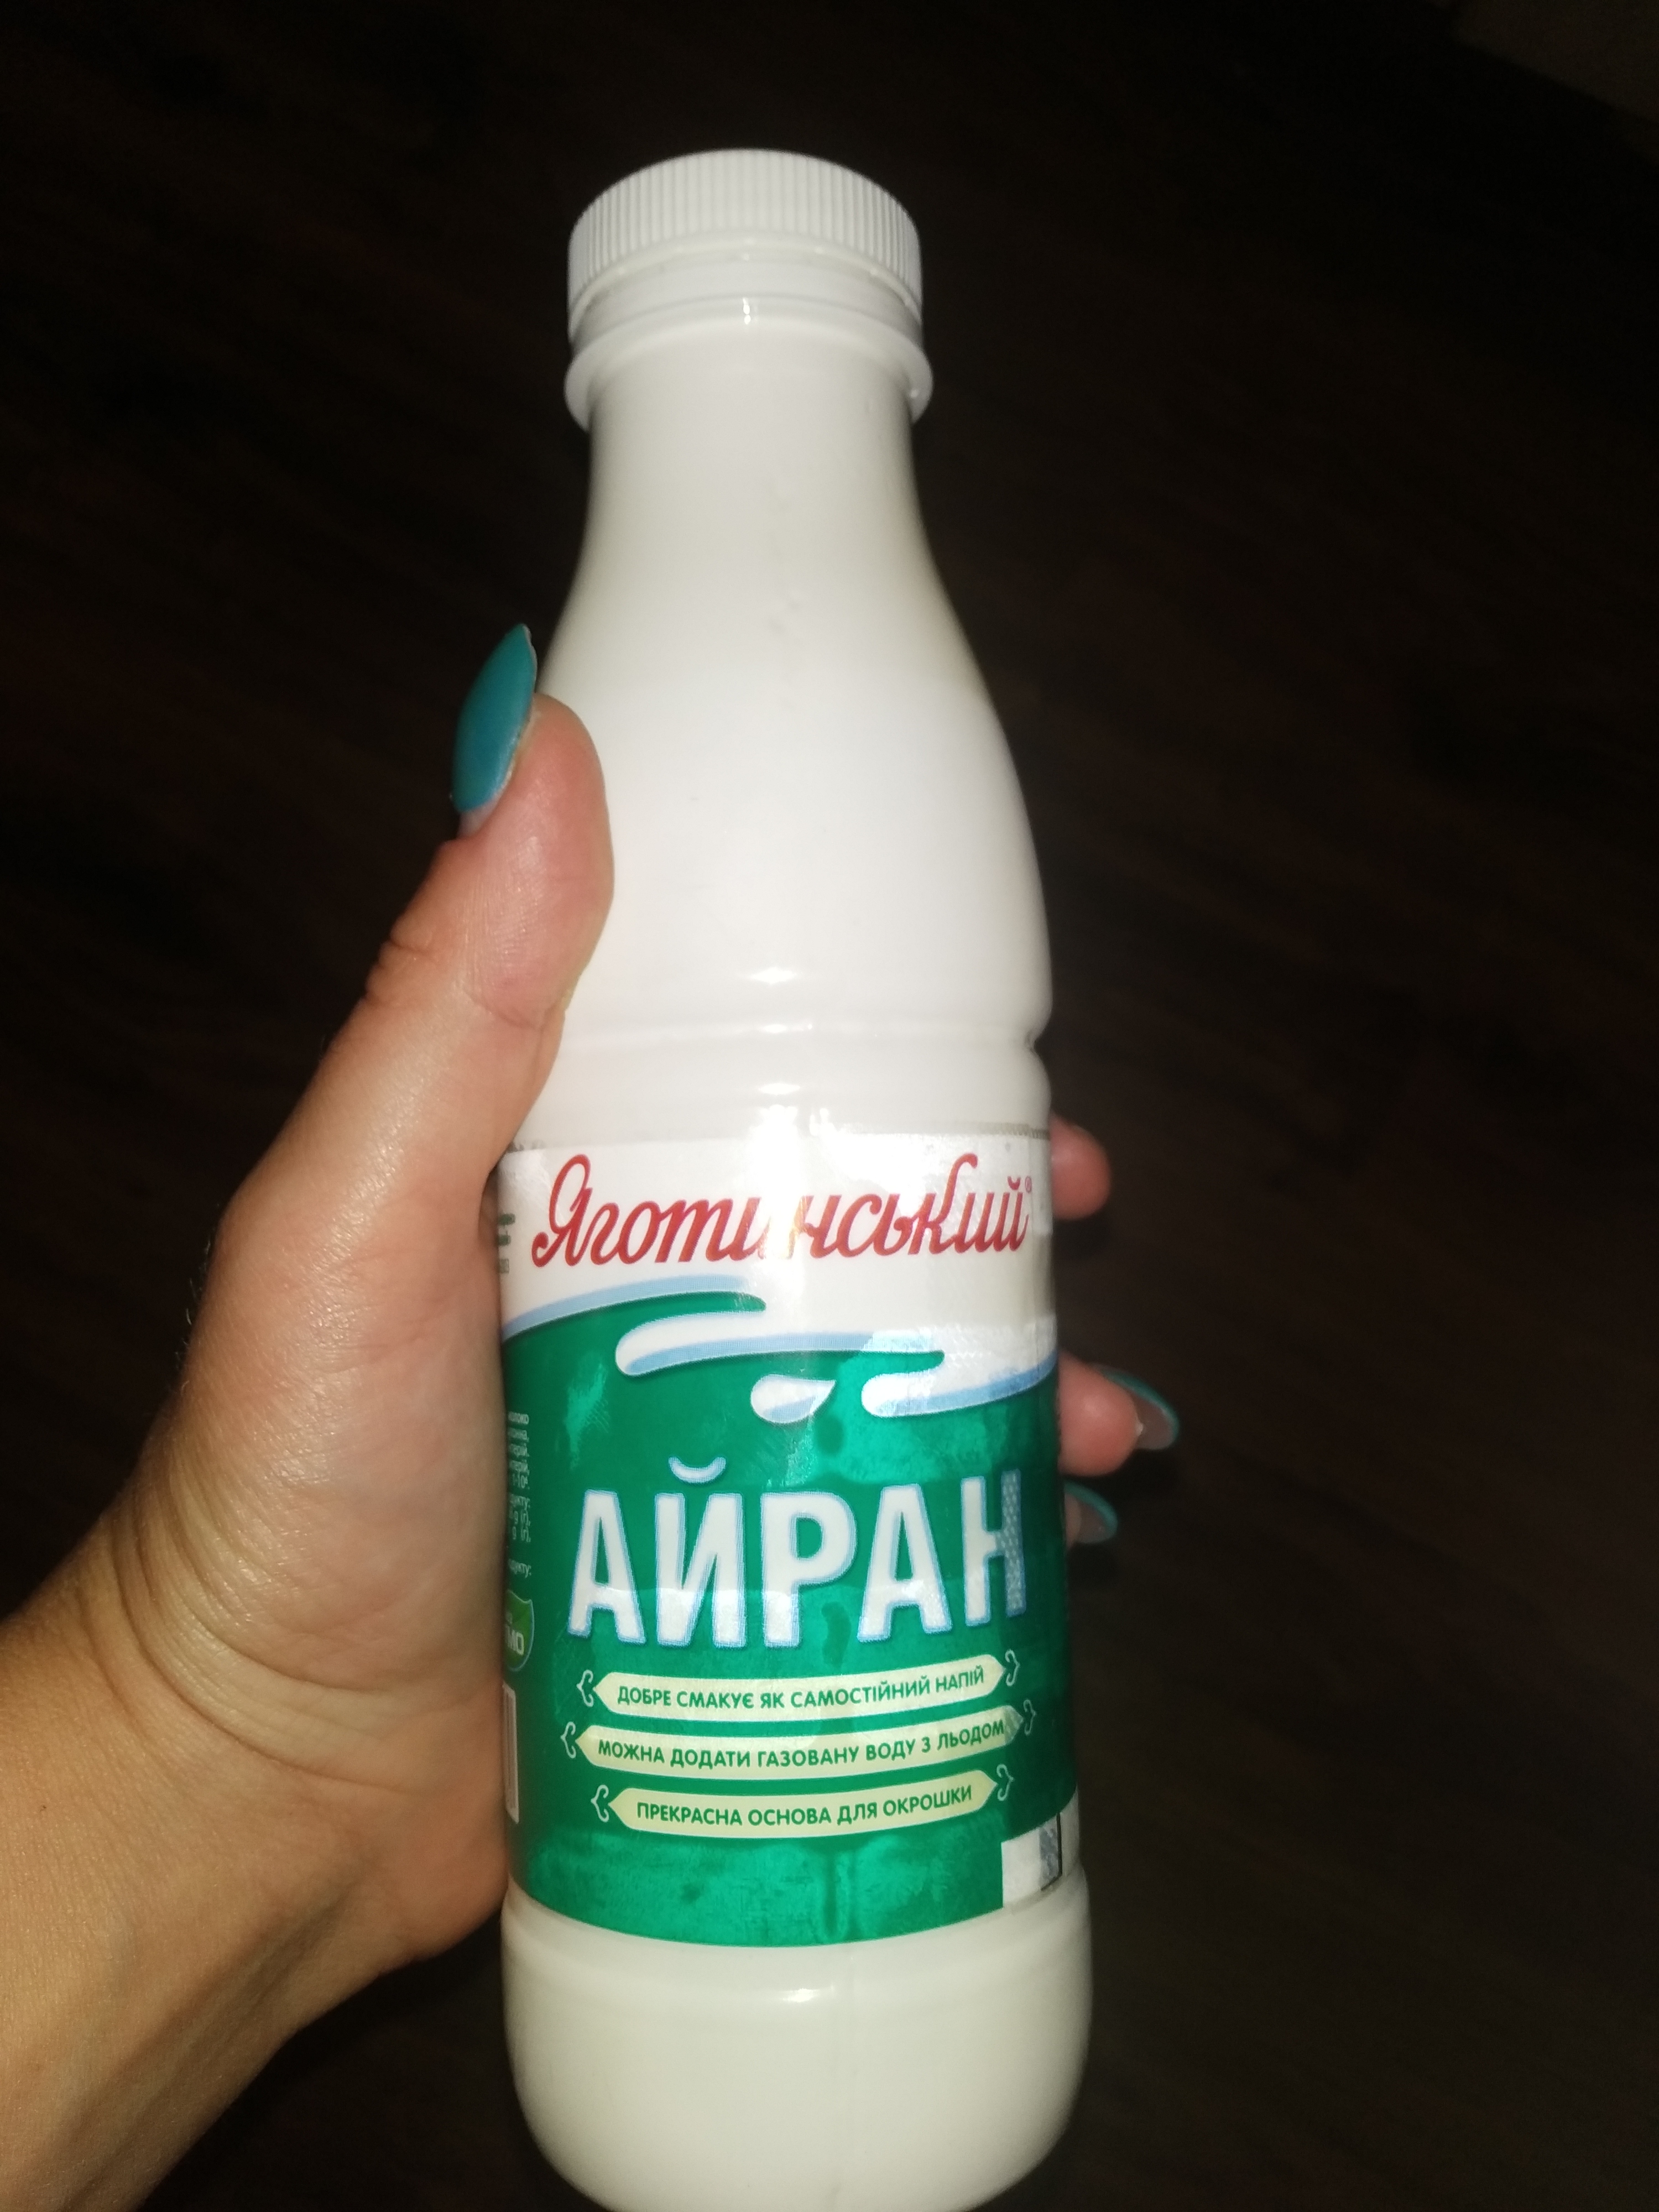 Яготинський®
АЙРАН
ДОБРЕ СМАКУЄ ЯК САМОСТІЙНИЙ НАПІЙ
МОЖНА ДОДАТИ ГАЗОВАНУ ВОДУ З ЛЬОДОМ
ПРЕКРАСНА ОСНОВА ДЛЯ ОКРОШКИ